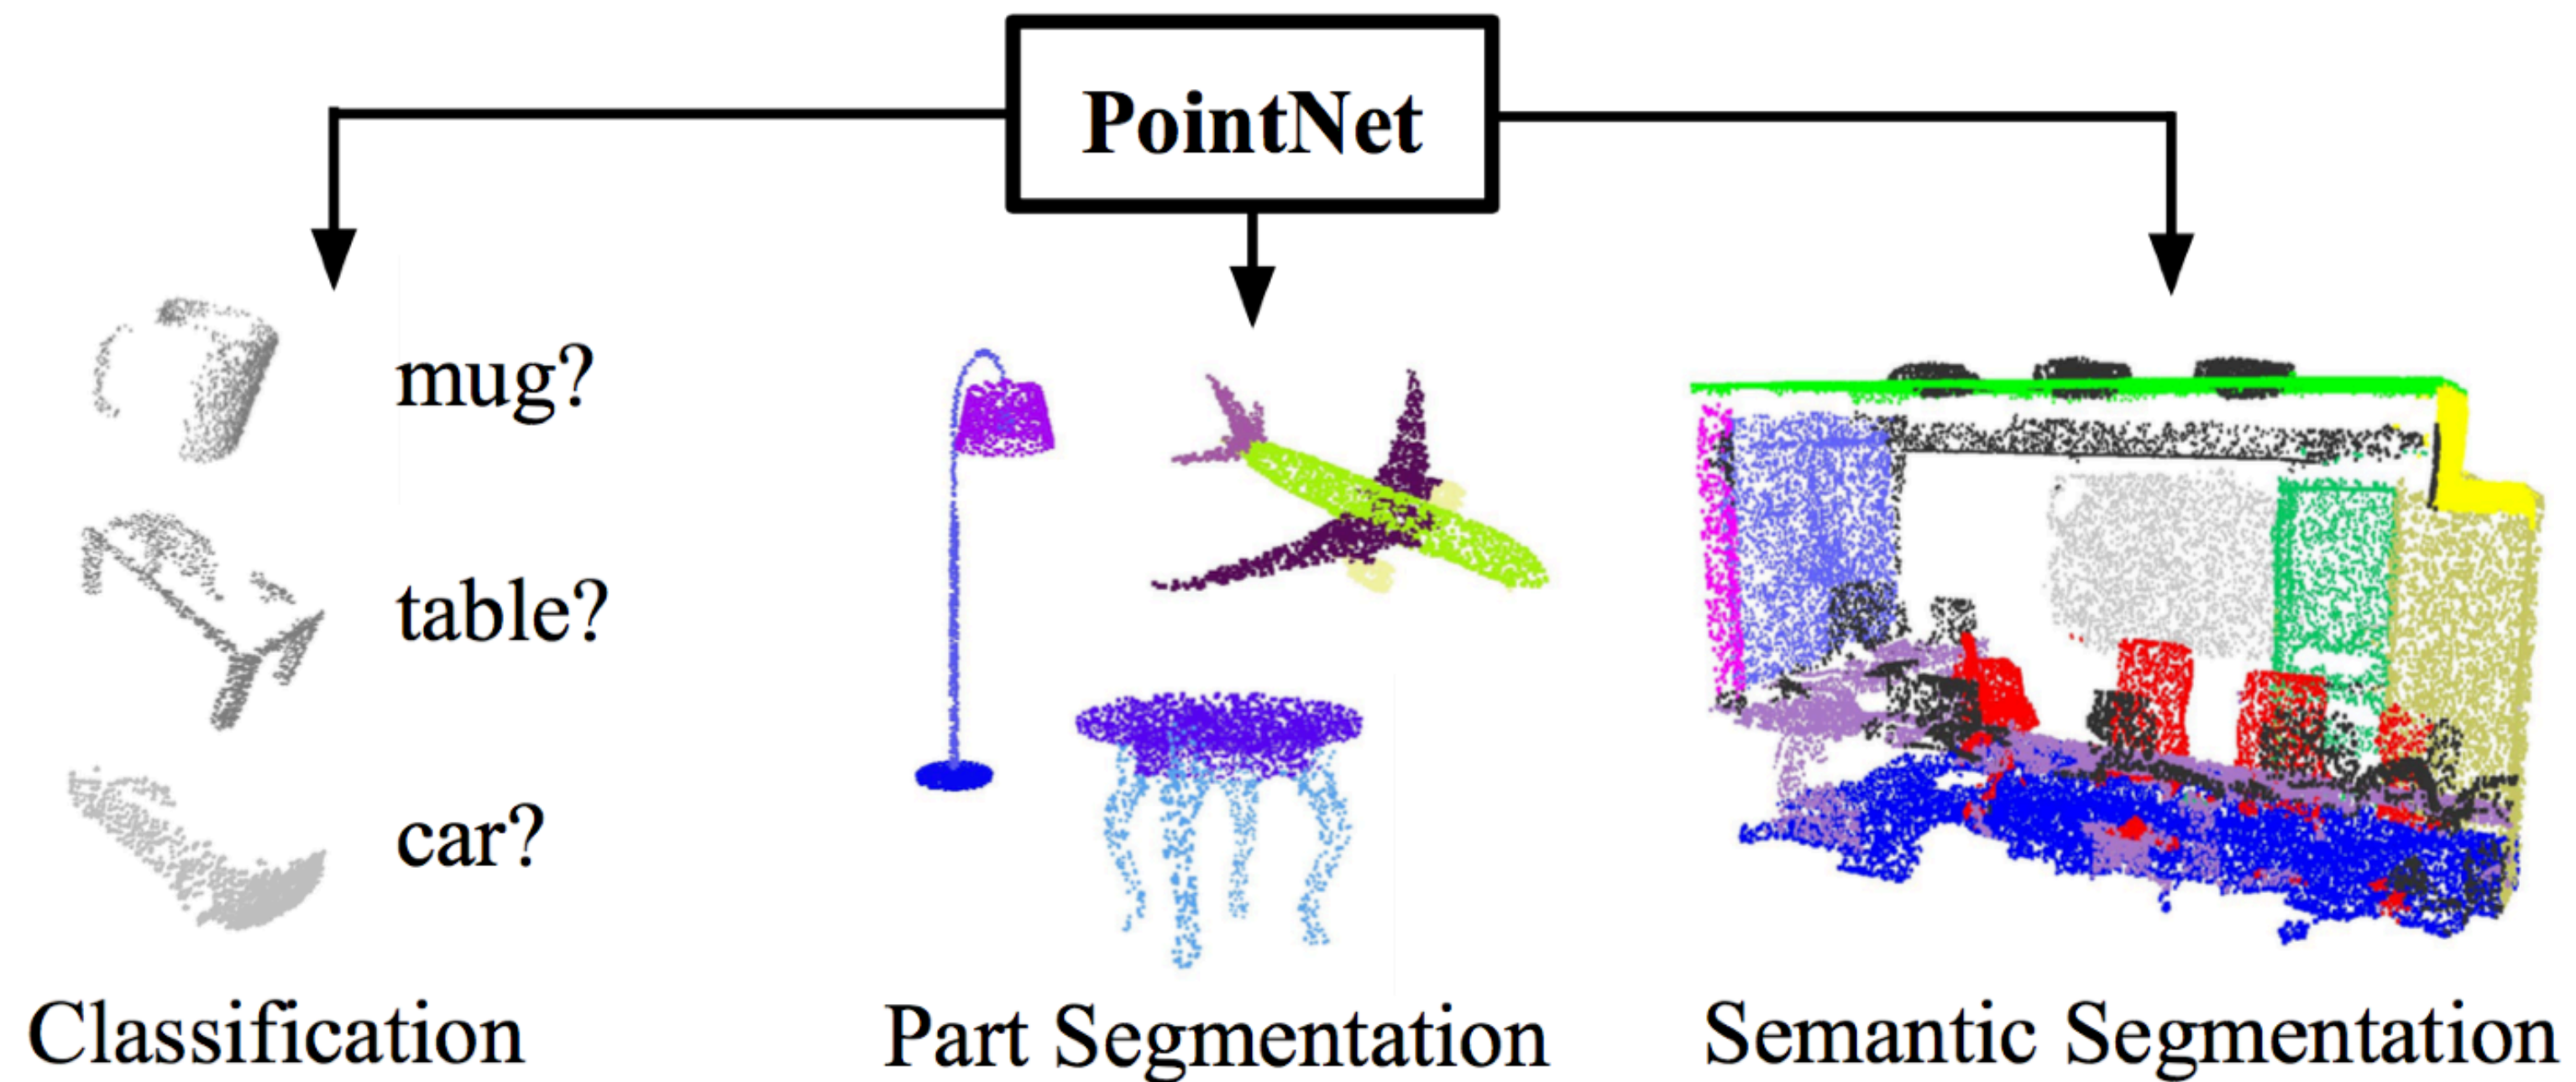 PointNet
mug?
table?
car?
Classification
Part Segmentation
Semantic Segmentation